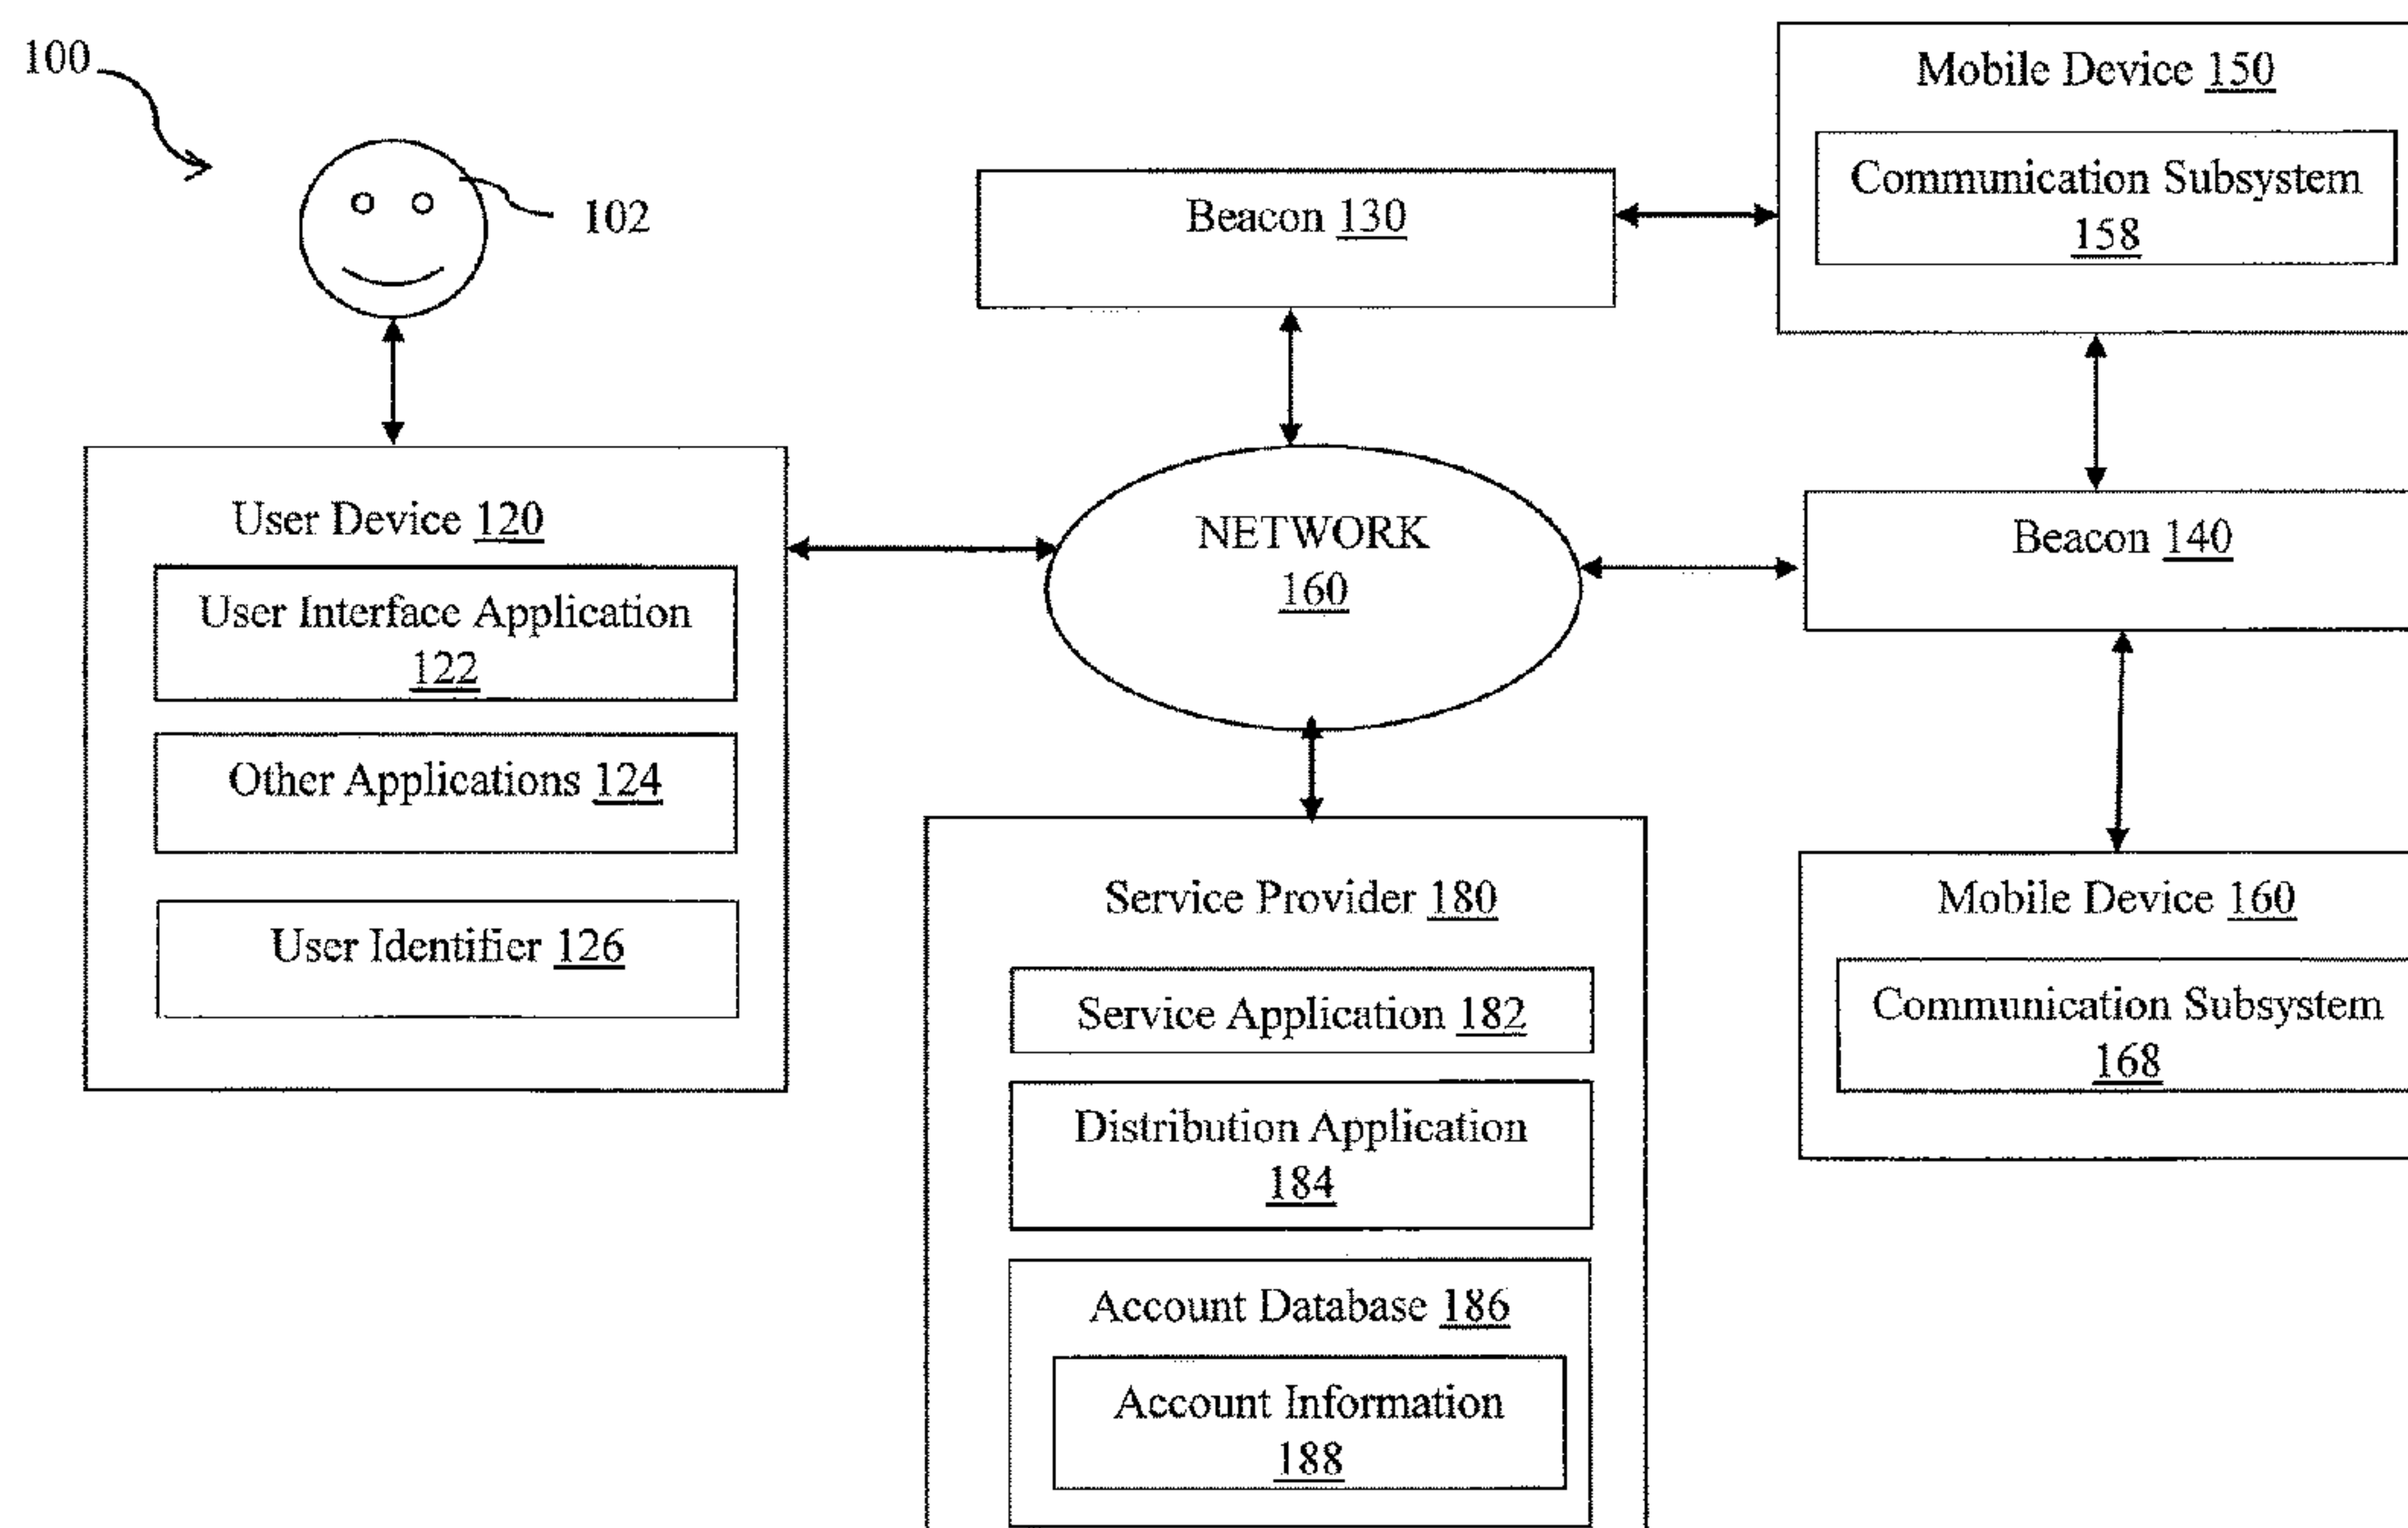 100
102
User Device 120
User Interface Application
122
Other Applications 124
User Identifier 126
Beacon 130
NETWORK
160
Service Provider 180
Service Application 182
Distribution Application
184
Account Database 186
Account Information
188
Mobile Device 150
Communication Subsystem
158
Beacon 140
Mobile Device 160
Communication Subsystem
168